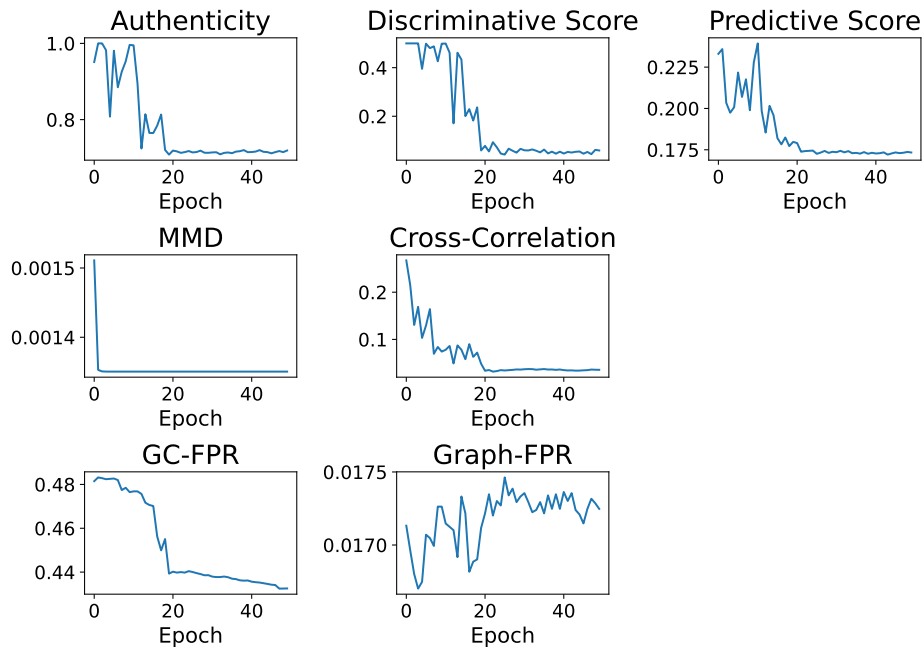 Authenticity
1.0
0.8
0
20
40
Epoch
Discriminative Score
0.4
0.2
0
20
40
Epoch
Predictive Score
0.225
0.200
0.175
0
20
40
Epoch
MMD
0.0015
0.0014
0
20
40
Epoch
Cross-Correlation
0.2
0.1
0
20
40
Epoch
GC-FPR
0.48
0.46
0.44
0
20
40
Epoch
Graph-FPR
0.0175
0.0170
0
20
40
Epoch